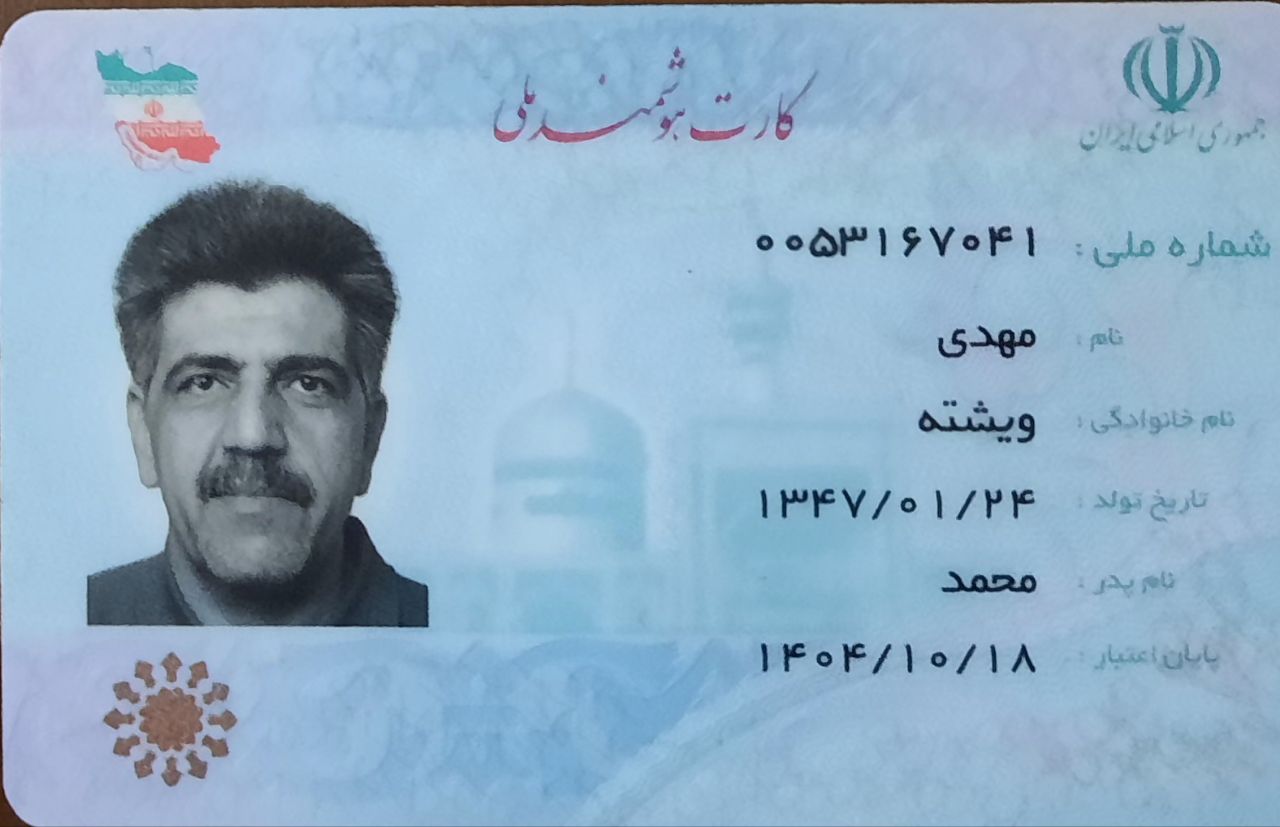 جمهوری اسلامی ایران
کارت هوشمند ملی
شماره ملی : ۰۰۵۳۱۶۷۰۴۱
نام : مهدی
نام خانوادگی : ویشته
تاریخ تولد : ۱۳۴۷/۰۱/۲۴
نام پدر : محمد
پایان اعتبار : ۱۴۰۴/۱۰/۱۸